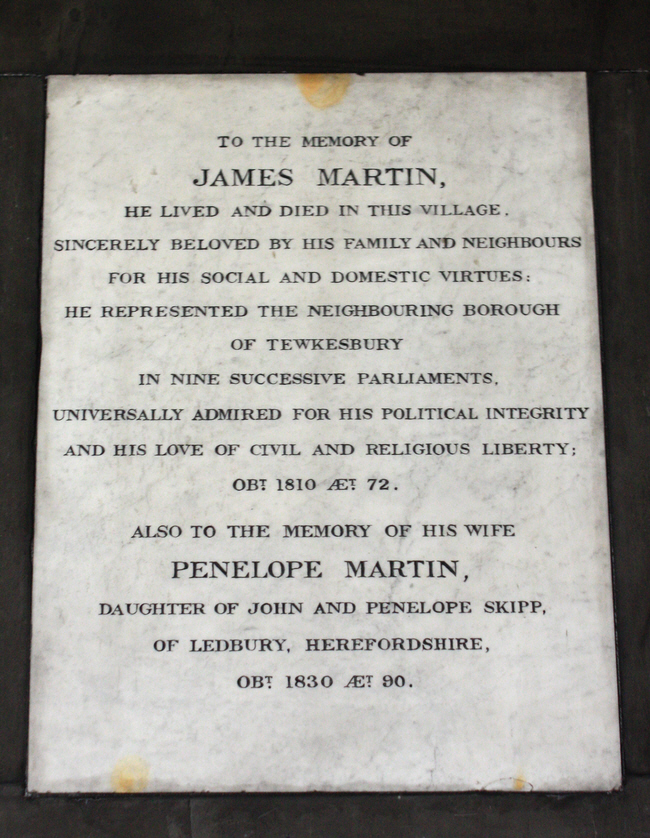 TO THE MEMORY OF
JAMES MARTIN,
HE LIVED AND DIED IN THIS VILLAGE.
SINCERELY BELOVED BY HIS FAMILY AND NEIGHBOURS
FOR HIS SOCIAL AND DOMESTIC VIRTUES:
HE REPRESENTED THE NEIGHBOURING BOROUGH
OF TEWKESBURY
IN NINE SUCCESSIVE PARLIAMENTS,
UNIVERSALLY ADMIRED FOR HIS POLITICAL INTEGRITY
AND HIS LOVE OF CIVIL AND RELIGIOUS LIBERTY;
OBT 1810 ÆT 72.
ALSO TO THE MEMORY OF HIS WIFE
PENELOPE MARTIN,
DAUGHTER OF JOHN AND PENELOPE SKIPP,
OF LEDBURY, HEREFORDSHIRE,
OBT 1830 ÆT 90.